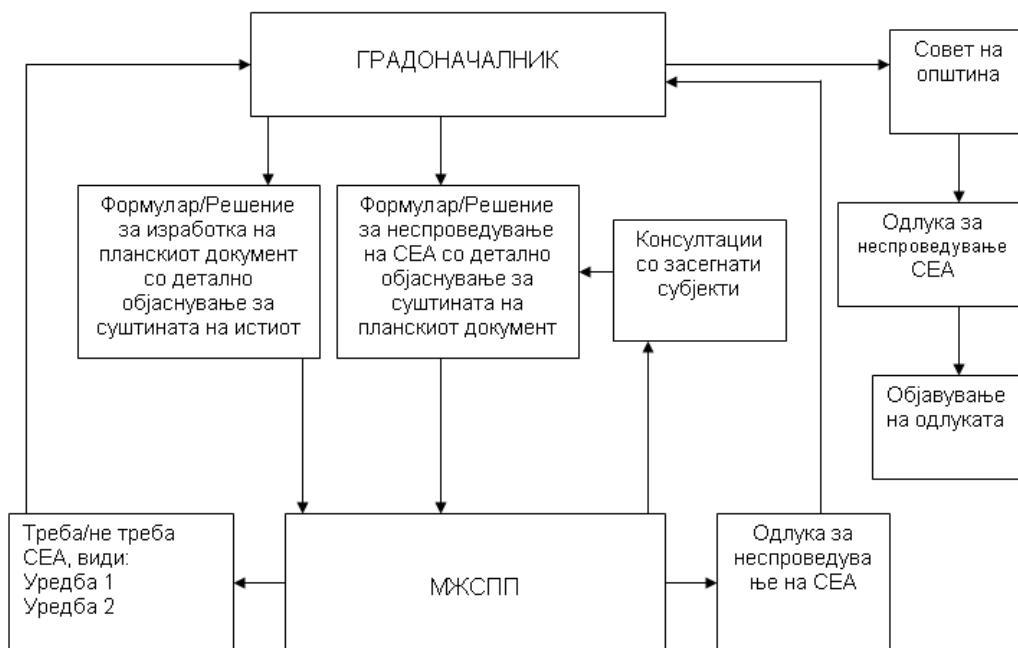 ГРАДОНАЧАЛНИК
Совет на
општина
Формулар/Решение
за изработка на
планскиот документ
со детално
објаснување за
суштината на истиот
Формулар/Решение
за неспроведување
на СЕА со детално
објаснување за
суштината на
планскиот документ
Консултации
со засегнати
субјекти
Одлука за
неспроведување
СЕА
Објавување
на одлуката
Треба/не треба
СЕА, види:
Уредба 1
Уредба 2
МЖСПП
Одлука за
неспроведува
ње на СЕА